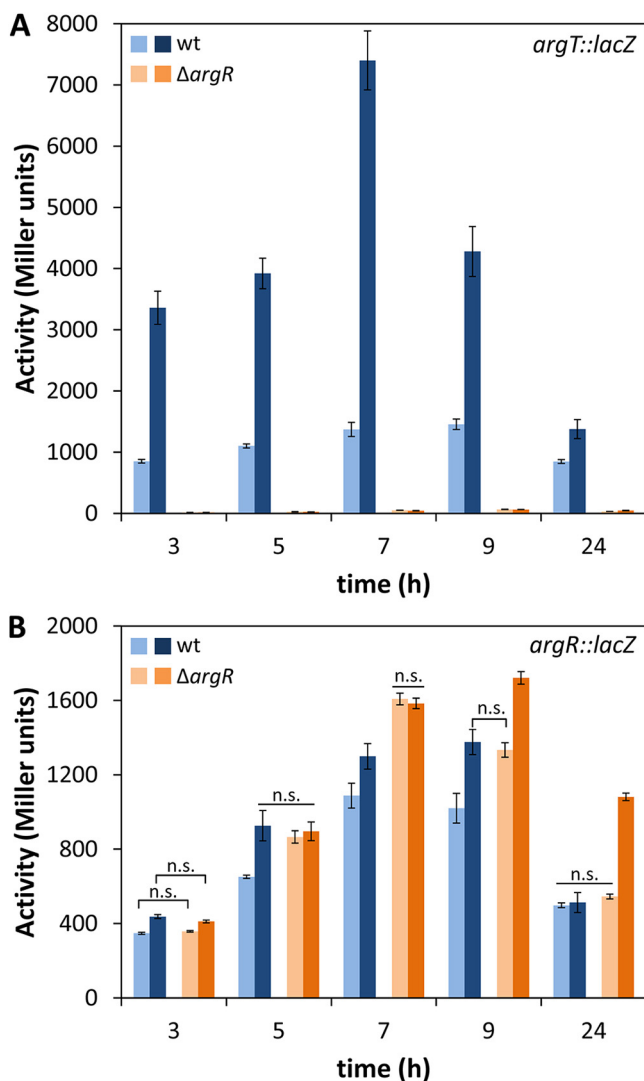 A
8000
7000
6000
5000
4000
3000
2000
1000
0
Activity (Miller units)
wt
ΔargR
argT::lacZ
3 5 7 9 24
time (h)
B
2000
1600
1200
800
400
0
Activity (Miller units)
wt
ΔargR
argR::lacZ
n.s.
n.s.
n.s.
n.s.
n.s.
n.s.
3 5 7 9 24
time (h)